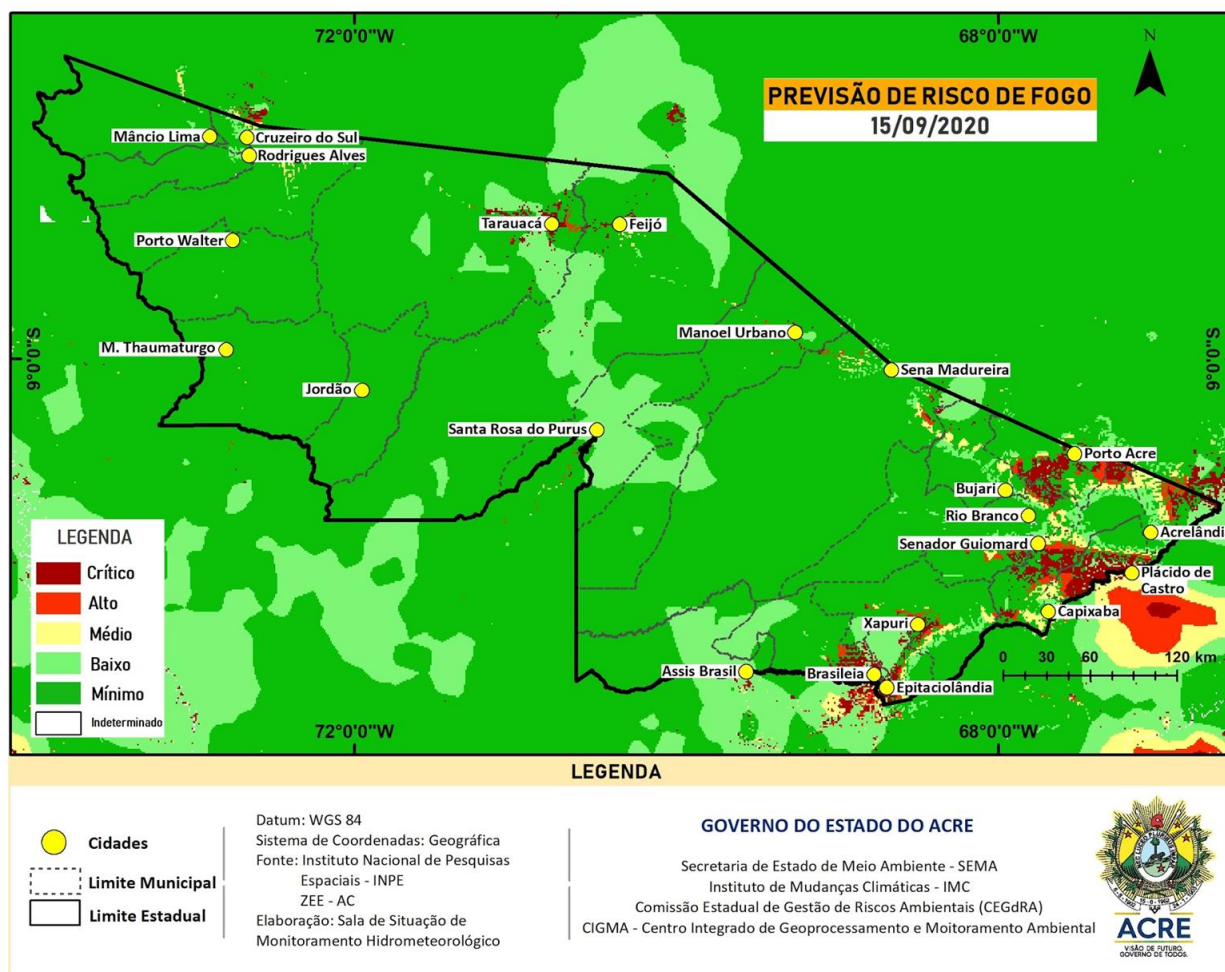 72°0'0"W
68°0'0"W
N
PREVISÃO DE RISCO DE FOGO
15/09/2020
Mâncio Lima
Cruzeiro do Sul
Rodrigues Alves
Tarauacá
Feijó
Porto Walter
Manoel Urbano
9°0'0"S
9°0'0"S
M. Thaumaturgo
Sena Madureira
Jordão
Santa Rosa do Purus
Porto Acre
Bujari
Rio Branco
Acrelândi
Senador Guiomard
Plácido de
Castro
Capixaba
Xapuri
Assis Brasil
Brasileia
Epitaciolândia
0 30 60 120 km
LEGENDA
Crítico
Alto
Médio
Baixo
Mínimo
Indeterminado
72°0'0"W
68°0'0"W
LEGENDA
Cidades
Limite Municipal
Limite Estadual
Datum: WGS 84
Sistema de Coordenadas: Geográfica
Fonte: Instituto Nacional de Pesquisas
Espaciais - INPE
ZEE - AC
Elaboração: Sala de Situação de
Monitoramento Hidrometeorológico
GOVERNO DO ESTADO DO ACRE
Secretaria de Estado de Meio Ambiente - SEMA
Instituto de Mudanças Climáticas - IMC
Comissão Estadual de Gestão de Riscos Ambientais (CEGdRA)
CIGMA - Centro Integrado de Geoprocessamento e Moitoramento Ambiental
ACRE
VISÃO DE FUTURO.
GOVERNO DE TODOS.